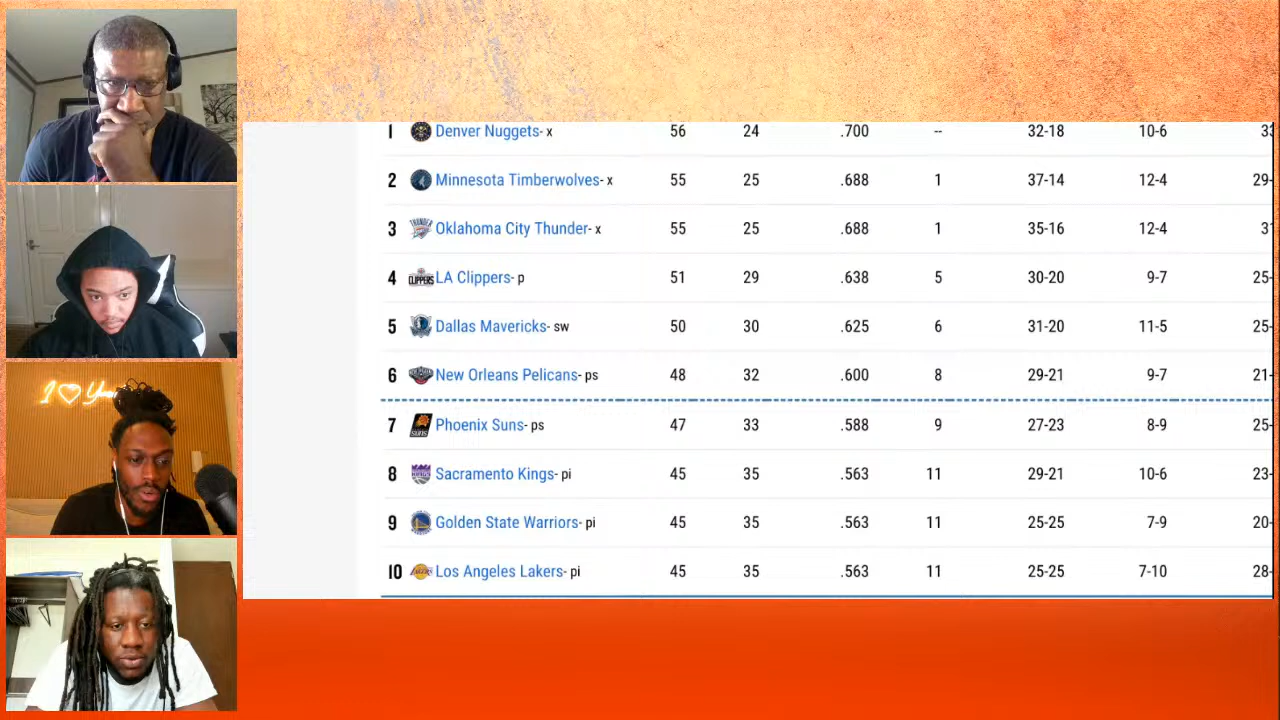 I ♡ You
1 Denver Nuggets- x 56 24 .700 -- 32-18 10-6
2 Minnesota Timberwolves- x 55 25 .688 1 37-14 12-4 29-
3 Oklahoma City Thunder- x 55 25 .688 1 35-16 12-4
4 CLIPPERS LA Clippers- p 51 29 .638 5 30-20 9-7 25-
5 Dallas Mavericks- sw 50 30 .625 6 31-20 11-5 25-
6 New Orleans Pelicans- ps 48 32 .600 8 29-21 9-7 21-
7 SUNS Phoenix Suns- ps 47 33 .588 9 27-23 8-9 25-
8 Sacramento Kings- pi 45 35 .563 11 29-21 10-6 23-
9 Golden State Warriors- pi 45 35 .563 11 25-25 7-9 20-
10 Los Angeles Lakers- pi 45 35 .563 11 25-25 7-10 28-